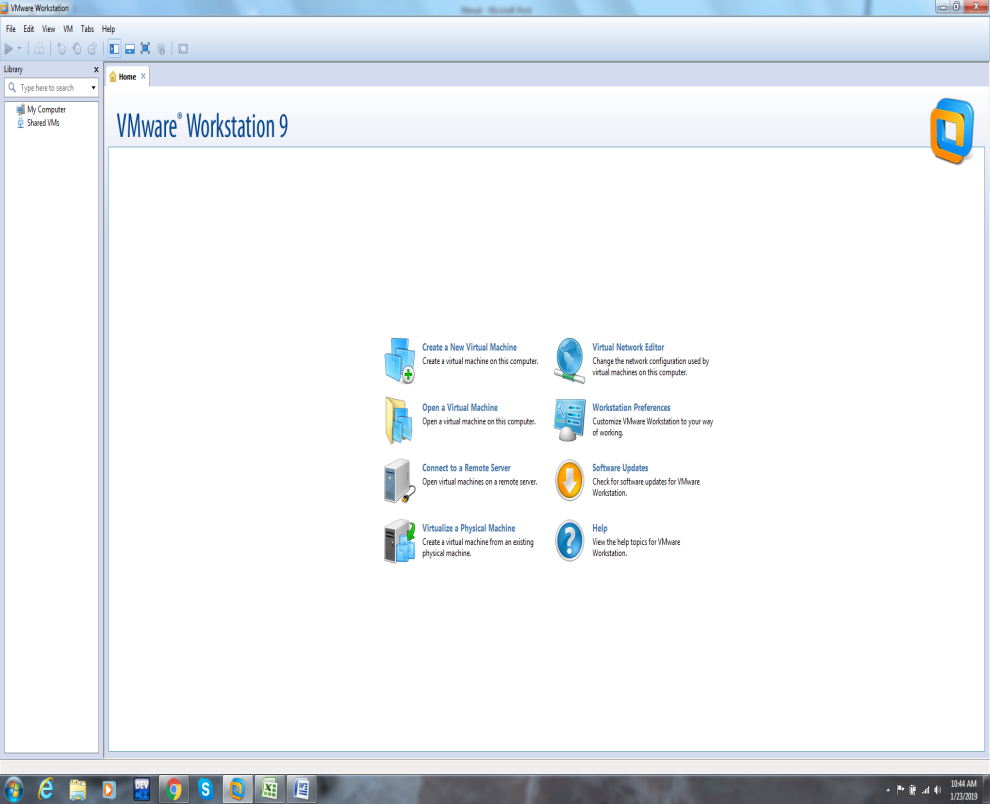 VMware Workstation
Manual - Microsoft Word
File Edit View VM Tabs Help
Library x
Type here to search
My Computer
Shared VMs
Home x
VMware® Workstation 9
Create a New Virtual Machine
Create a virtual machine on this computer.
Open a Virtual Machine
Open a virtual machine on this computer.
Connect to a Remote Server
Open virtual machines on a remote server.
Virtualize a Physical Machine
Create a virtual machine from an existing
physical machine.
Virtual Network Editor
Change the network configuration used by
virtual machines on this computer.
Workstation Preferences
Customize VMware Workstation to your way
of working.
Software Updates
Check for software updates for VMware
Workstation.
Help
View the help topics for VMware
Workstation.
DEV
10:44 AM
1/23/2019